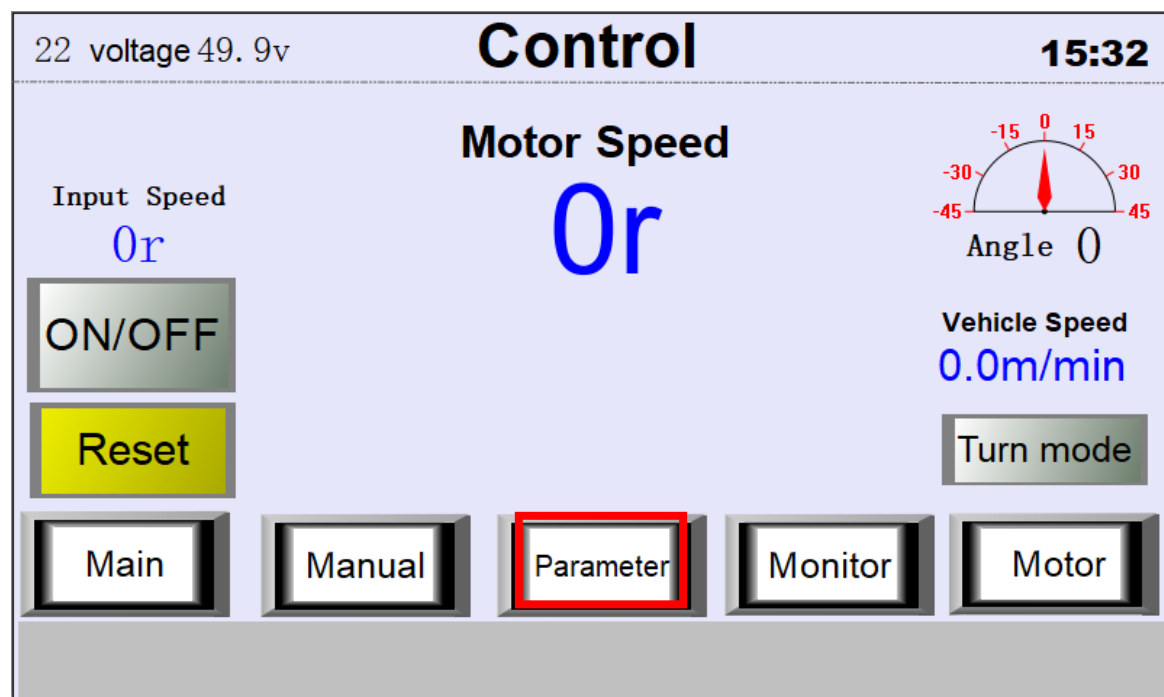 22 voltage 49.9v Control 15:32
Motor Speed
0r
Input Speed
0r
-45 -30 -15 0 15 30 45
Angle 0
ON/OFF
Vehicle Speed
0.0m/min
Reset
Turn mode
Main Manual Parameter Monitor Motor